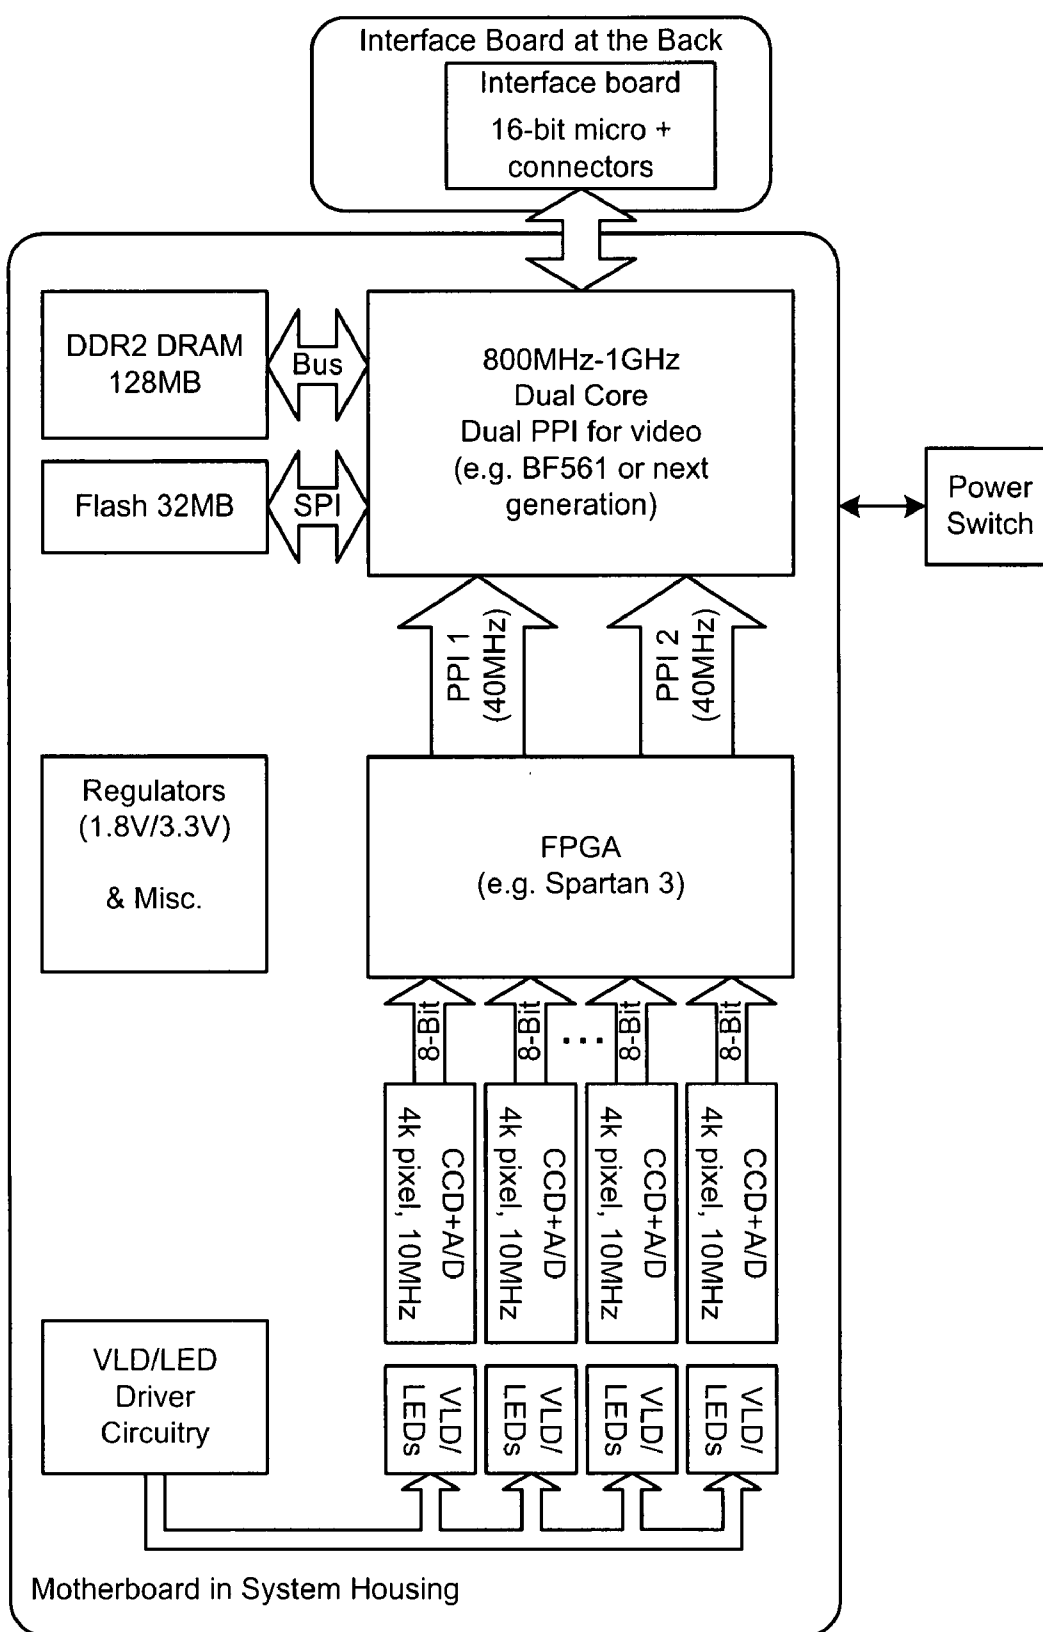 Interface Board at the Back
Interface board
16-bit micro +
connectors
DDR2 DRAM
128MB
Bus
800MHz-1GHz
Dual Core
Dual PPI for video
(e.g. BF561 or next
generation)
Flash 32MB
SPI
Power
Switch
PPI 1
(40MHz)
PPI 2
(40MHz)
Regulators
(1.8V/3.3V)
& Misc.
FPGA
(e.g. Spartan 3)
8-Bit
8-Bit
...
8-Bit
8-Bit
CCD+A/D
4k pixel, 10MHz
CCD+A/D
4k pixel, 10MHz
CCD+A/D
4k pixel, 10MHz
CCD+A/D
4k pixel, 10MHz
VLD/LED
Driver
Circuitry
VLD/
LEDs
VLD/
LEDs
VLD/
LEDs
VLD/
LEDs
Motherboard in System Housing